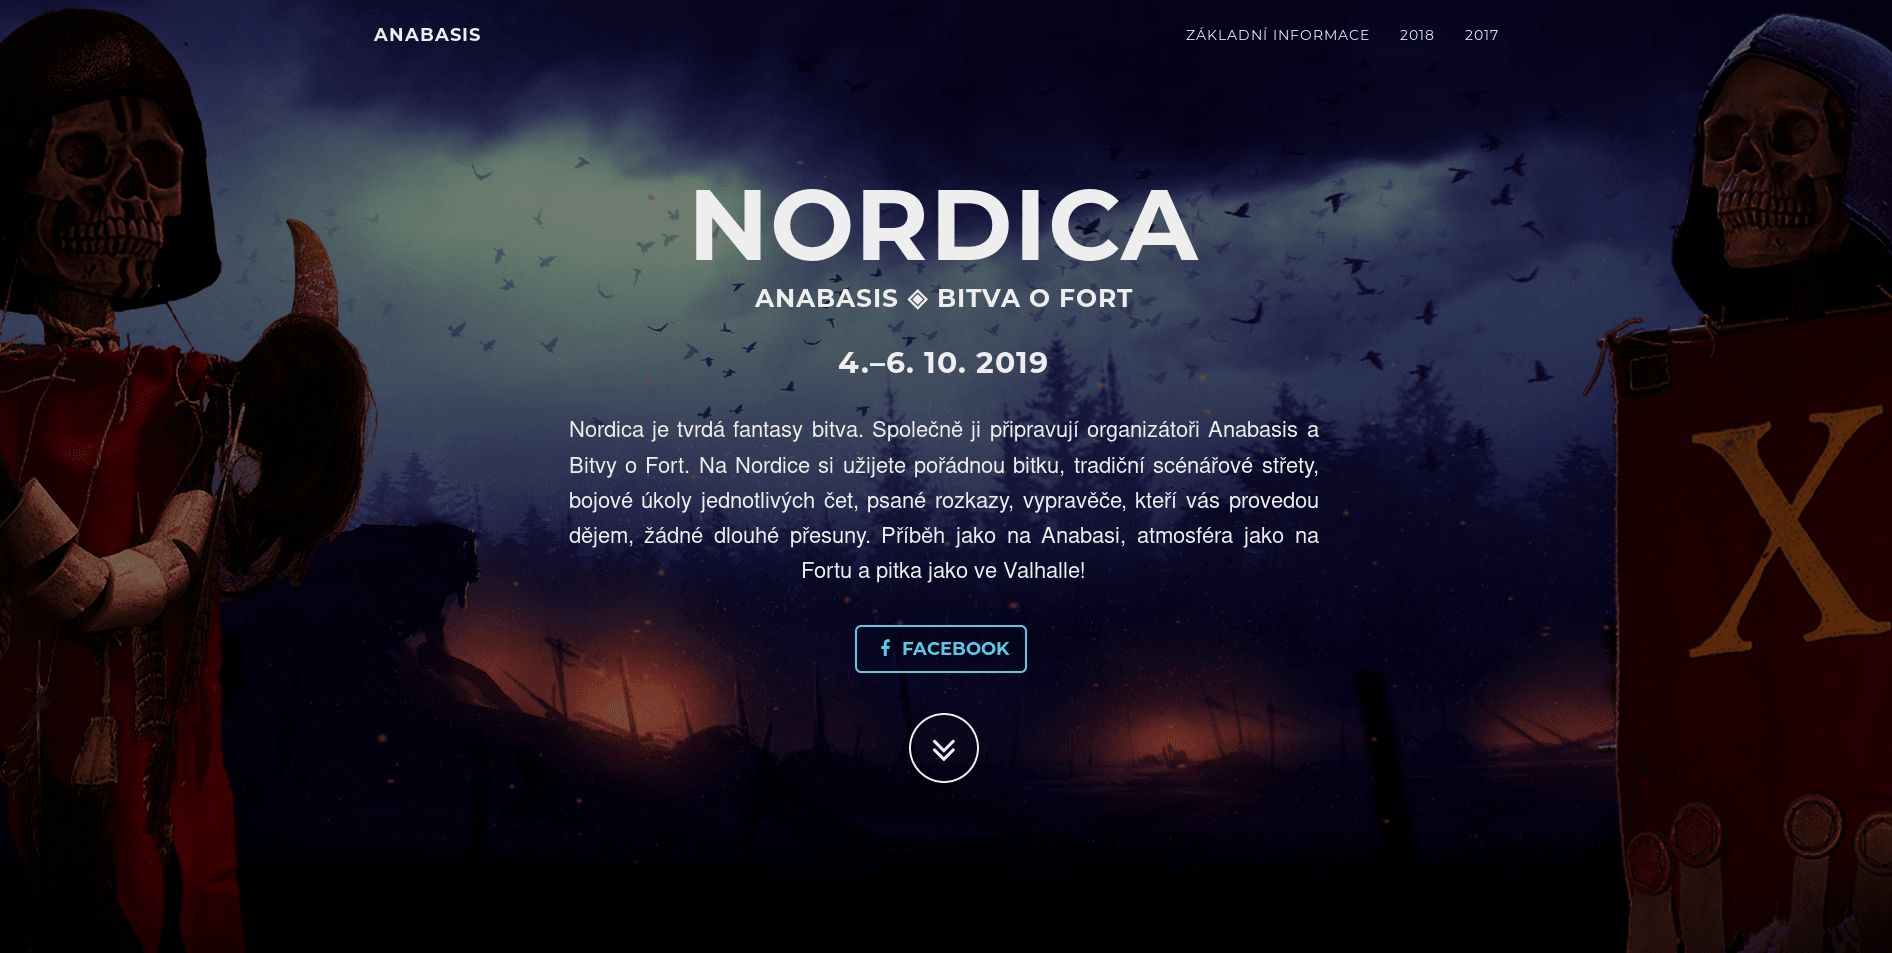 ANABASIS
ZÁKLADNÍ INFORMACE 2018 2017
NORDICA
ANABASIS ◈ BITVA O FORT
4.–6. 10. 2019
Nordica je tvrdá fantasy bitva. Společně ji připravují organizátoři Anabasis a
Bitvy o Fort. Na Nordice si užijete pořádnou bitku, tradiční scénářové střety,
bojové úkoly jednotlivých čet, psané rozkazy, vypravěče, kteří vás provedou
dějem, žádné dlouhé přesuny. Příběh jako na Anabasi, atmosféra jako na
Fortu a pitka jako ve Valhalle!
FACEBOOK
X